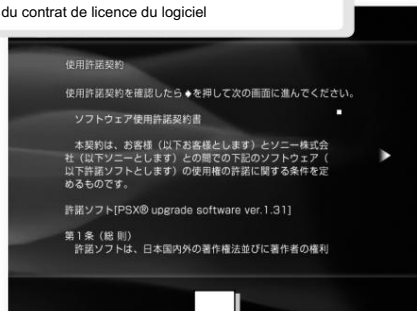 du contrat de licence du logiciel
使用許諾契約
使用許諾契約を確認したら◆を押して次の画面に進んでください。
ソフトウェア使用許諾契約書
本契約は、お客様（以下お客様とします）とソニー株式会
社（以下ソニーとします）との間での下記のソフトウェア（
以下許諾ソフトとします）の使用権の許諾に関する条件を定
めるものです。
許諾ソフト[PSX® upgrade software ver.1.31]
第１条（総 則）
許諾ソフトは、日本国内外の著作権法並びに著作者の権利